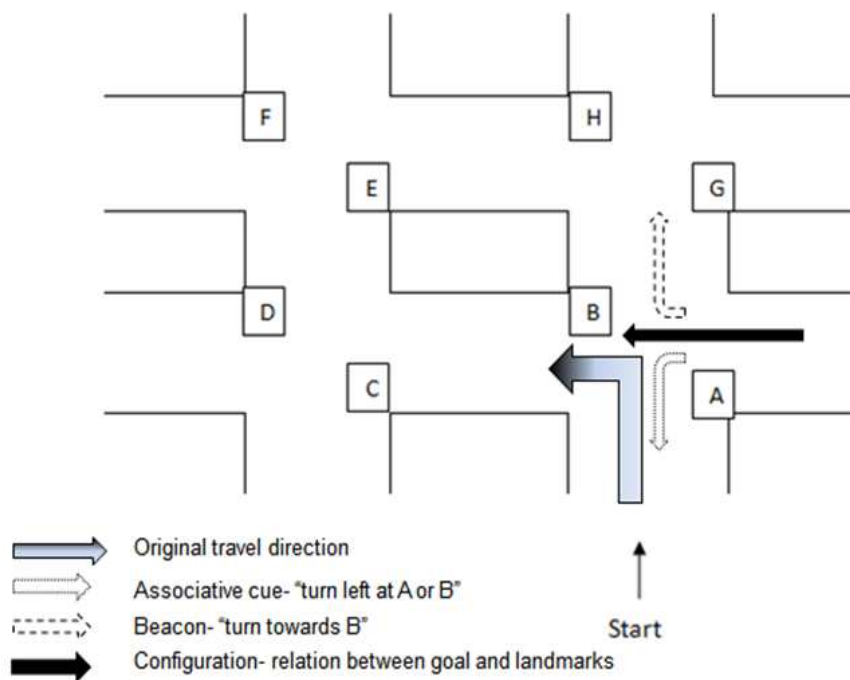 F
H
E
G
D
B
C
A
Original travel direction
Associative cue- “turn left at A or B”
Beacon- “turn towards B”
Start
Configuration- relation between goal and landmarks